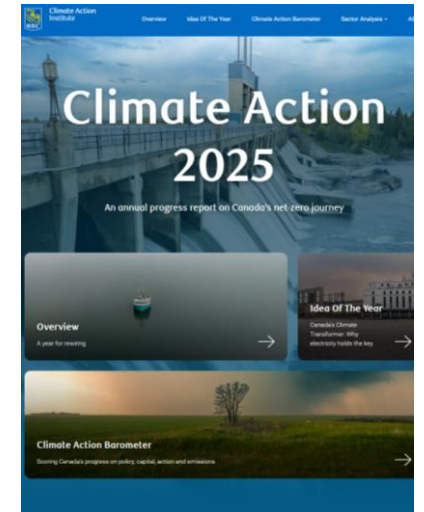 RBC
Climate Action
Institute
Overview
Idea Of The Year
Climate Action Barometer
Sector Analysis
Climate Action
2025
An annual progress report on Canada's net-zero journey
Overview
A year for rewiring
Idea Of The Year
Canada's Climate
Transformer: Why
electricity holds the key
Climate Action Barometer
Scoring Canada's progress on policy, capital, action and emissions